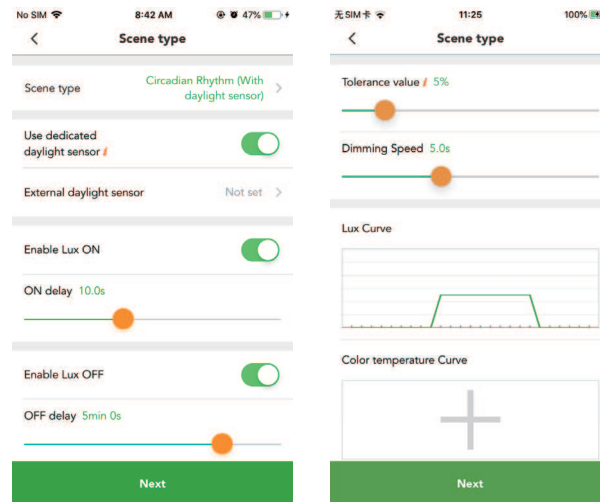 No SIM 8:42 AM 47%
Scene type
Scene type Circadian Rhythm (With
daylight sensor)
Use dedicated
daylight sensor i
External daylight sensor Not set
Enable Lux ON
ON delay 10.0s
Enable Lux OFF
OFF delay 5min 0s
Next
无SIM卡 11:25 100%
Scene type
Tolerance value i 5%
Dimming Speed 5.0s
Lux Curve
Color temperature Curve
Next